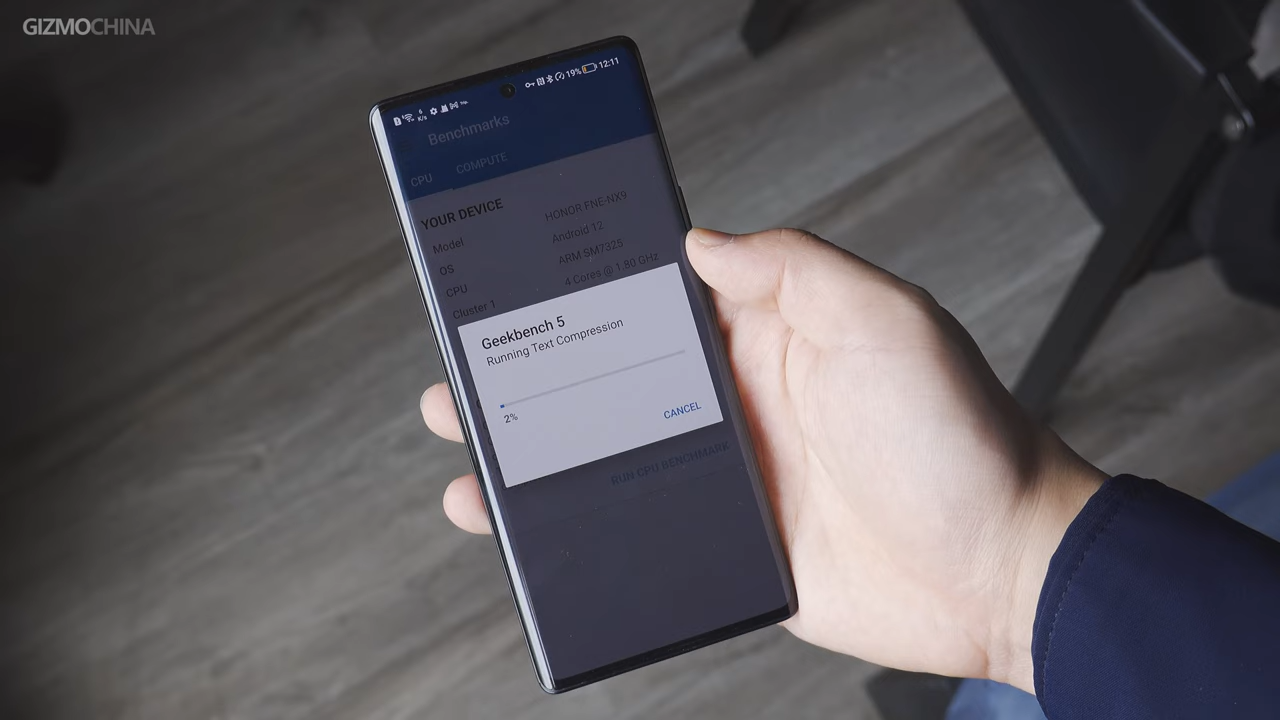 GIZMOCHINA
19% 12:11
K/s
Benchmarks
CPU COMPUTE
YOUR DEVICE
Model HONOR FNE-NX9
OS Android 12
CPU ARM SM7325
Cluster 1 4 Cores @ 1.80 GHz
Geekbench 5
Running Text Compression
2%
CANCEL
RUN CPU BENCHMARK